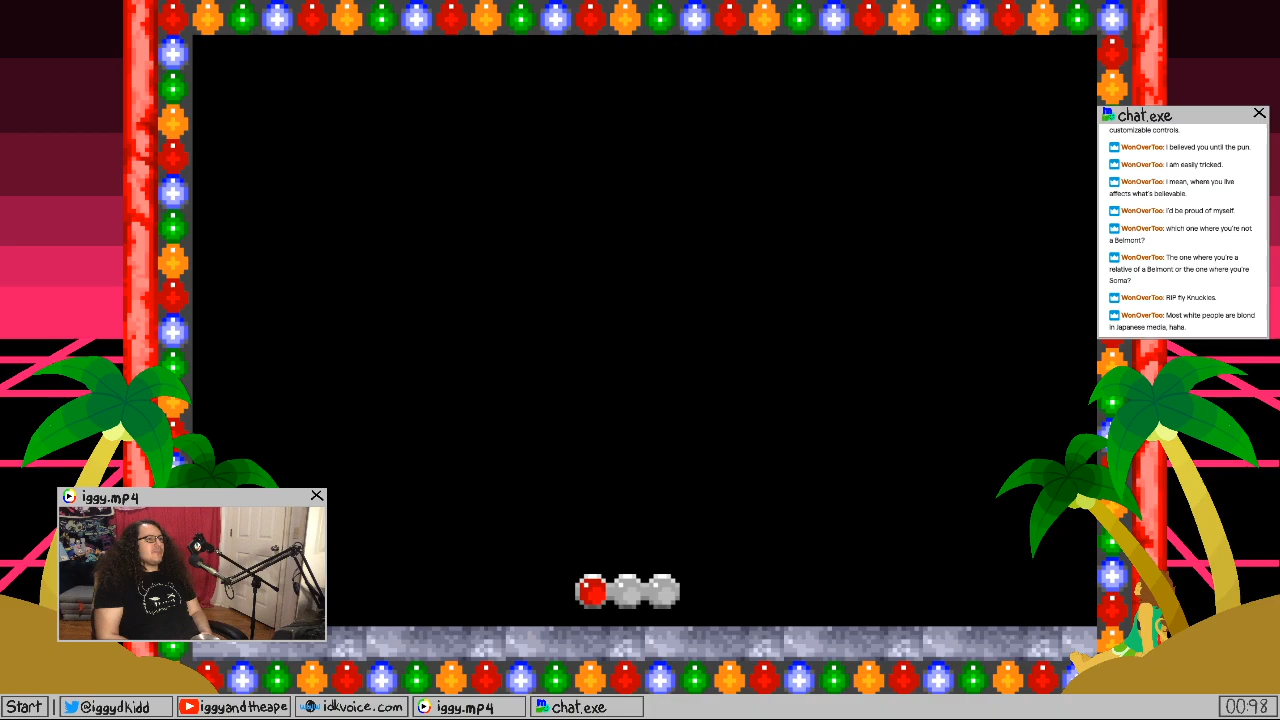 chat.exe
customizable controls.
WonOverToo: I believed you until the pun.
WonOverToo: I am easily tricked.
WonOverToo: I mean, where you live
affects what's believable.
WonOverToo: I'd be proud of myself.
WonOverToo: which one where you're not
a Belmont?
WonOverToo: The one where you're a
relative of a Belmont or the one where you're
Soma?
WonOverToo: RIP fly Knuckles.
WonOverToo: Most white people are blond
in Japanese media, haha.
iggy.mp4
Start
@iggydkidd
iggyandtheape
www
idkvoice.com
iggy.mp4
chat.exe
00:98